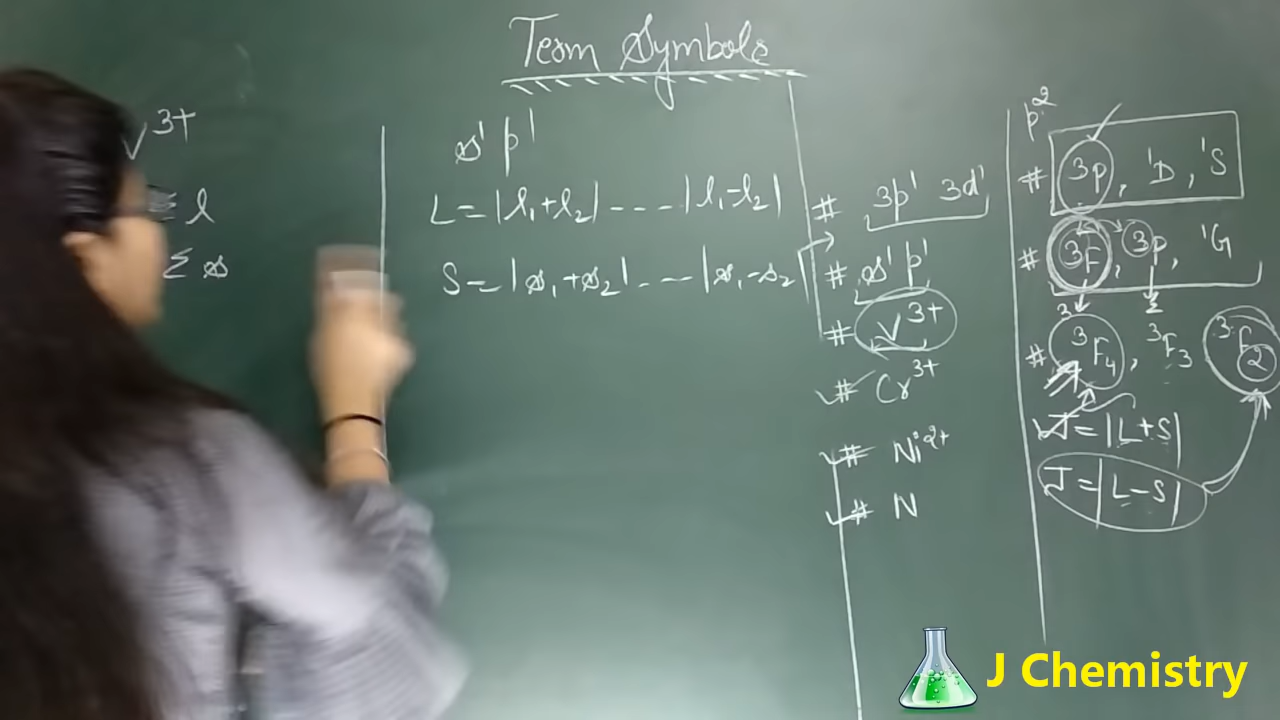 Term Symbols
V³⁺
Σ l
Σ s
s¹ p¹
L = |l₁+l₂| --- |l₁-l₂|
S = |s₁+s₂| --- |s₁-s₂|
# 3p¹ 3d¹
# s¹ p¹
# V³⁺
# Cr³⁺
# Ni²⁺
# N
p²
# ³P, ¹D, ¹S
# ³F, ³P, ¹G
# ³F₄, ³F₃ ³F₂
J = |L+S|
J = |L-S|
J Chemistry